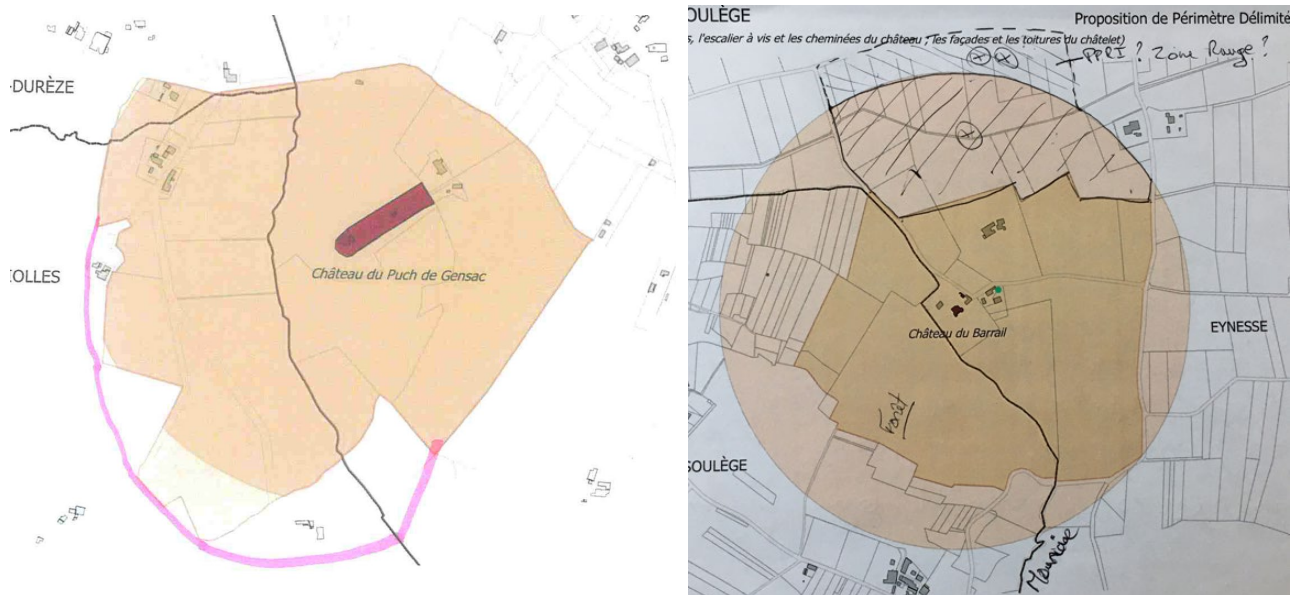 -DURÈZE
Château du Puch de Gensac
OULÈGE
Proposition de Périmètre Délimité
s, l'escalier à vis et les cheminées du château ; les façades et les toitures du châtelet)
PPRI ? Zone Rouge ?
Château du Barrail
EYNESSE
Forêt
SOULÈGE